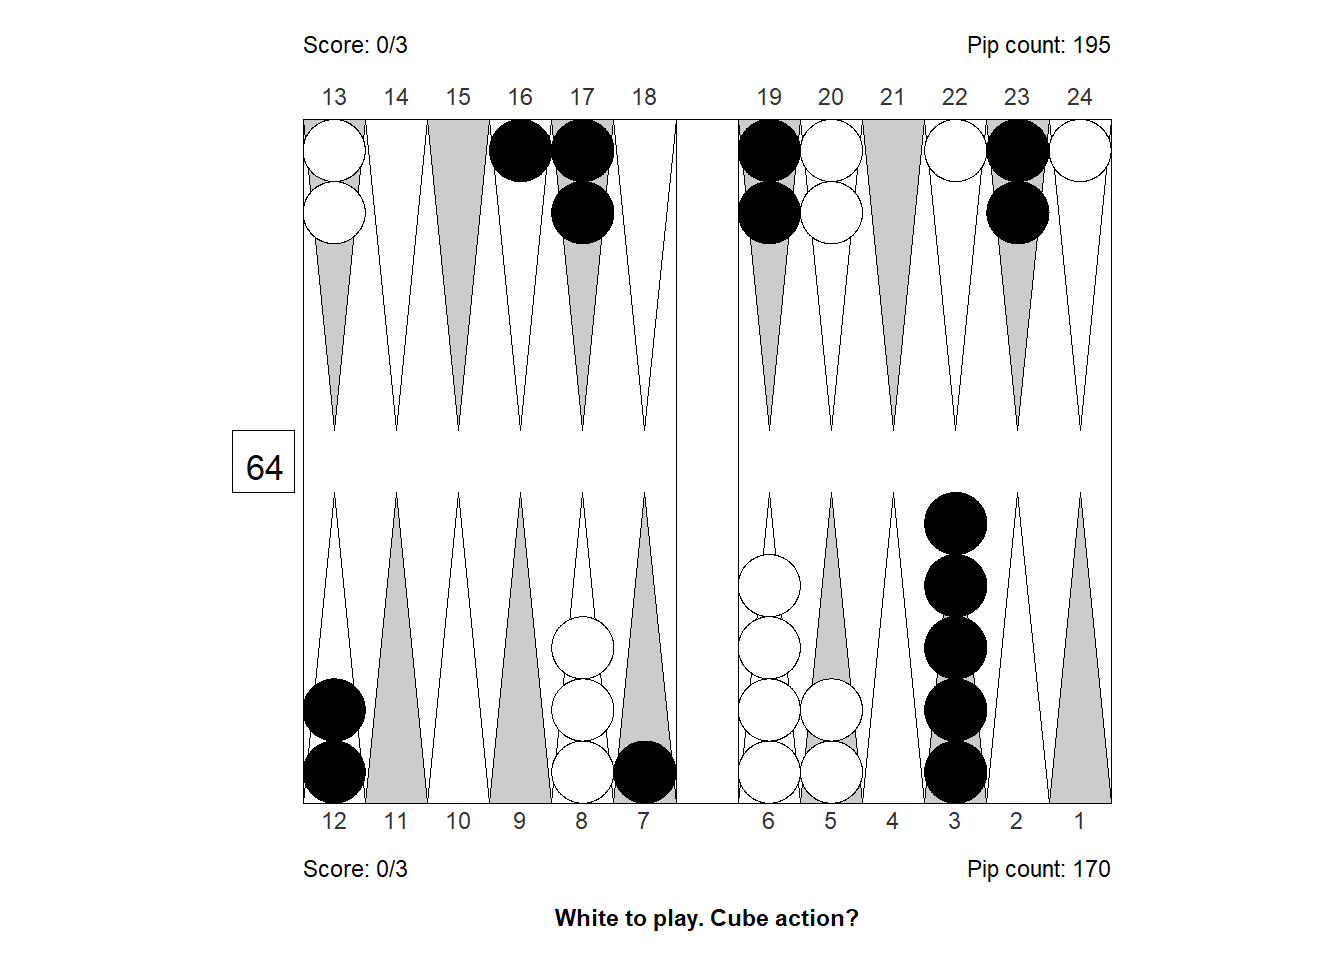 Score: 0/3 Pip count: 195
13 14 15 16 17 18 19 20 21 22 23 24
64
12 11 10 9 8 7 6 5 4 3 2 1
Score: 0/3 Pip count: 170
White to play. Cube action?